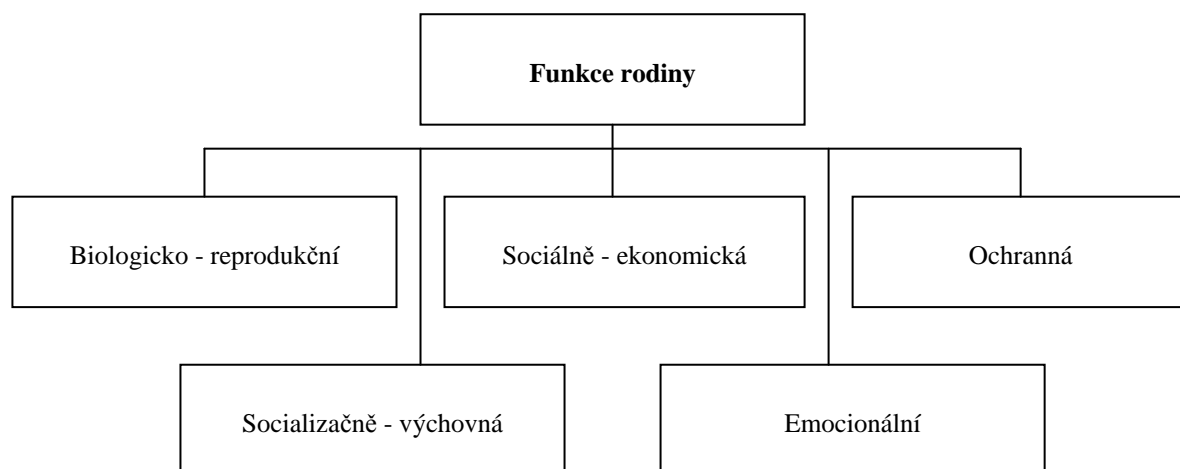 Funkce rodiny
Biologicko - reprodukční
Sociálně - ekonomická
Ochranná
Socializačně - výchovná
Emocionální